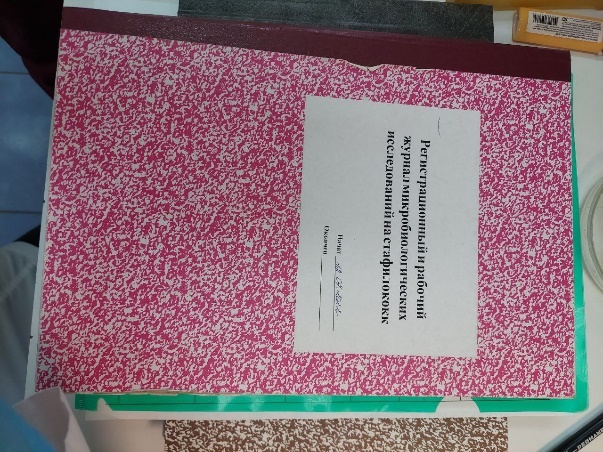 Регистрационный и рабочий
журнал микробиологических
исследований на стафилококк
Начат
Окончен